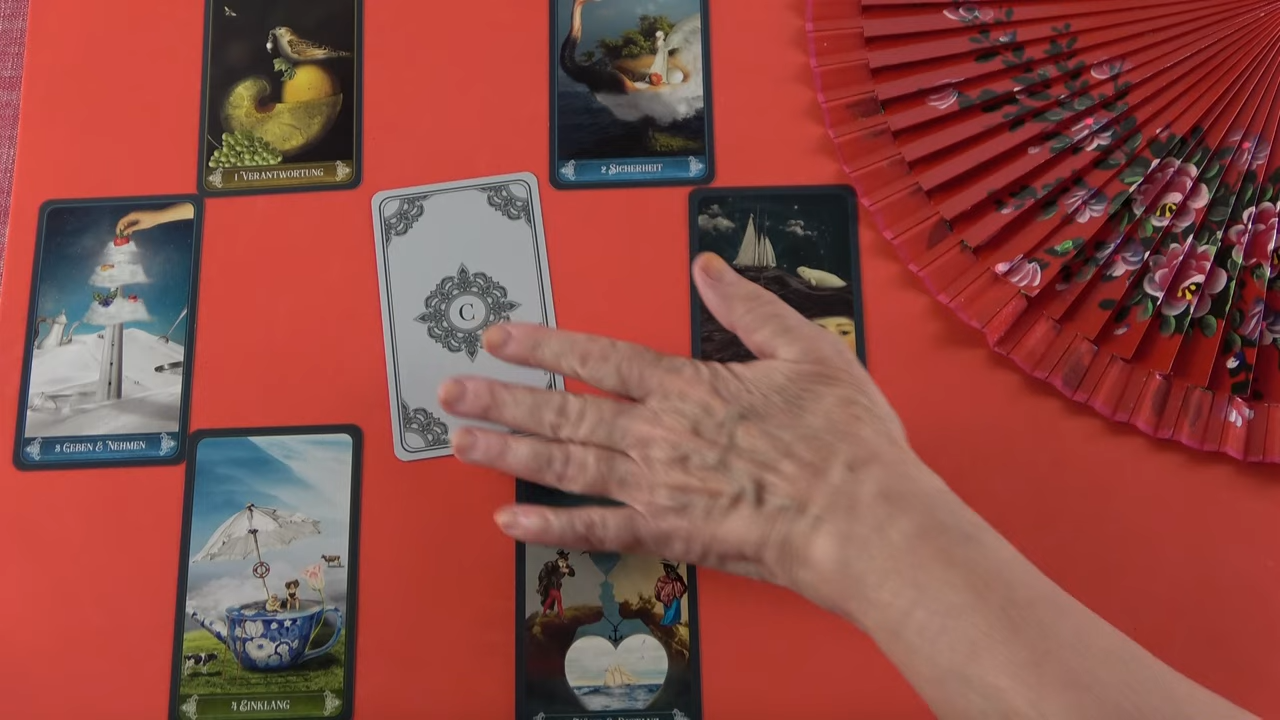 1 VERANTWORTUNG
2 SICHERHEIT
C
3 GEBEN & NEHMEN
4 EINKLANG